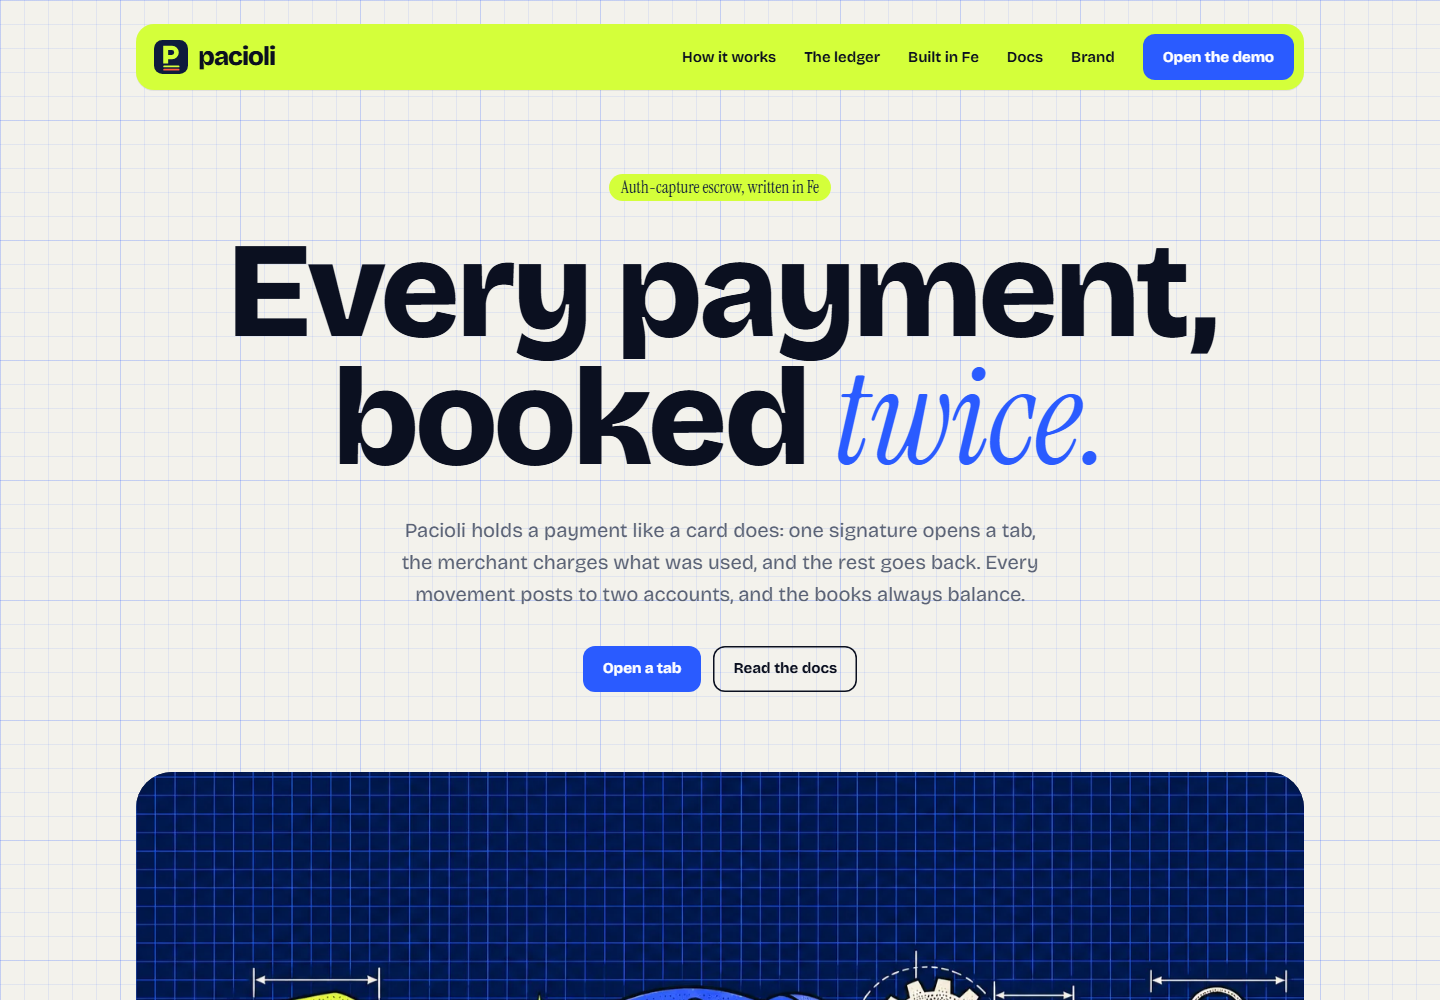 P pacioli
How it works
The ledger
Built in Fe
Docs
Brand
Open the demo
Auth-capture escrow, written in Fe
Every payment,
booked twice.
Pacioli holds a payment like a card does: one signature opens a tab,
the merchant charges what was used, and the rest goes back. Every
movement posts to two accounts, and the books always balance.
Open a tab
Read the docs